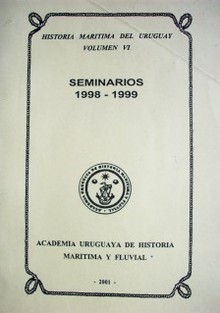 HISTORIA MARITIMA DEL URUGUAY
VOLUMEN VI
SEMINARIOS
1998 - 1999
ACADEMIA URUGUAYA DE HISTORIA
MARITIMA Y FLUVIAL
- 2001 -